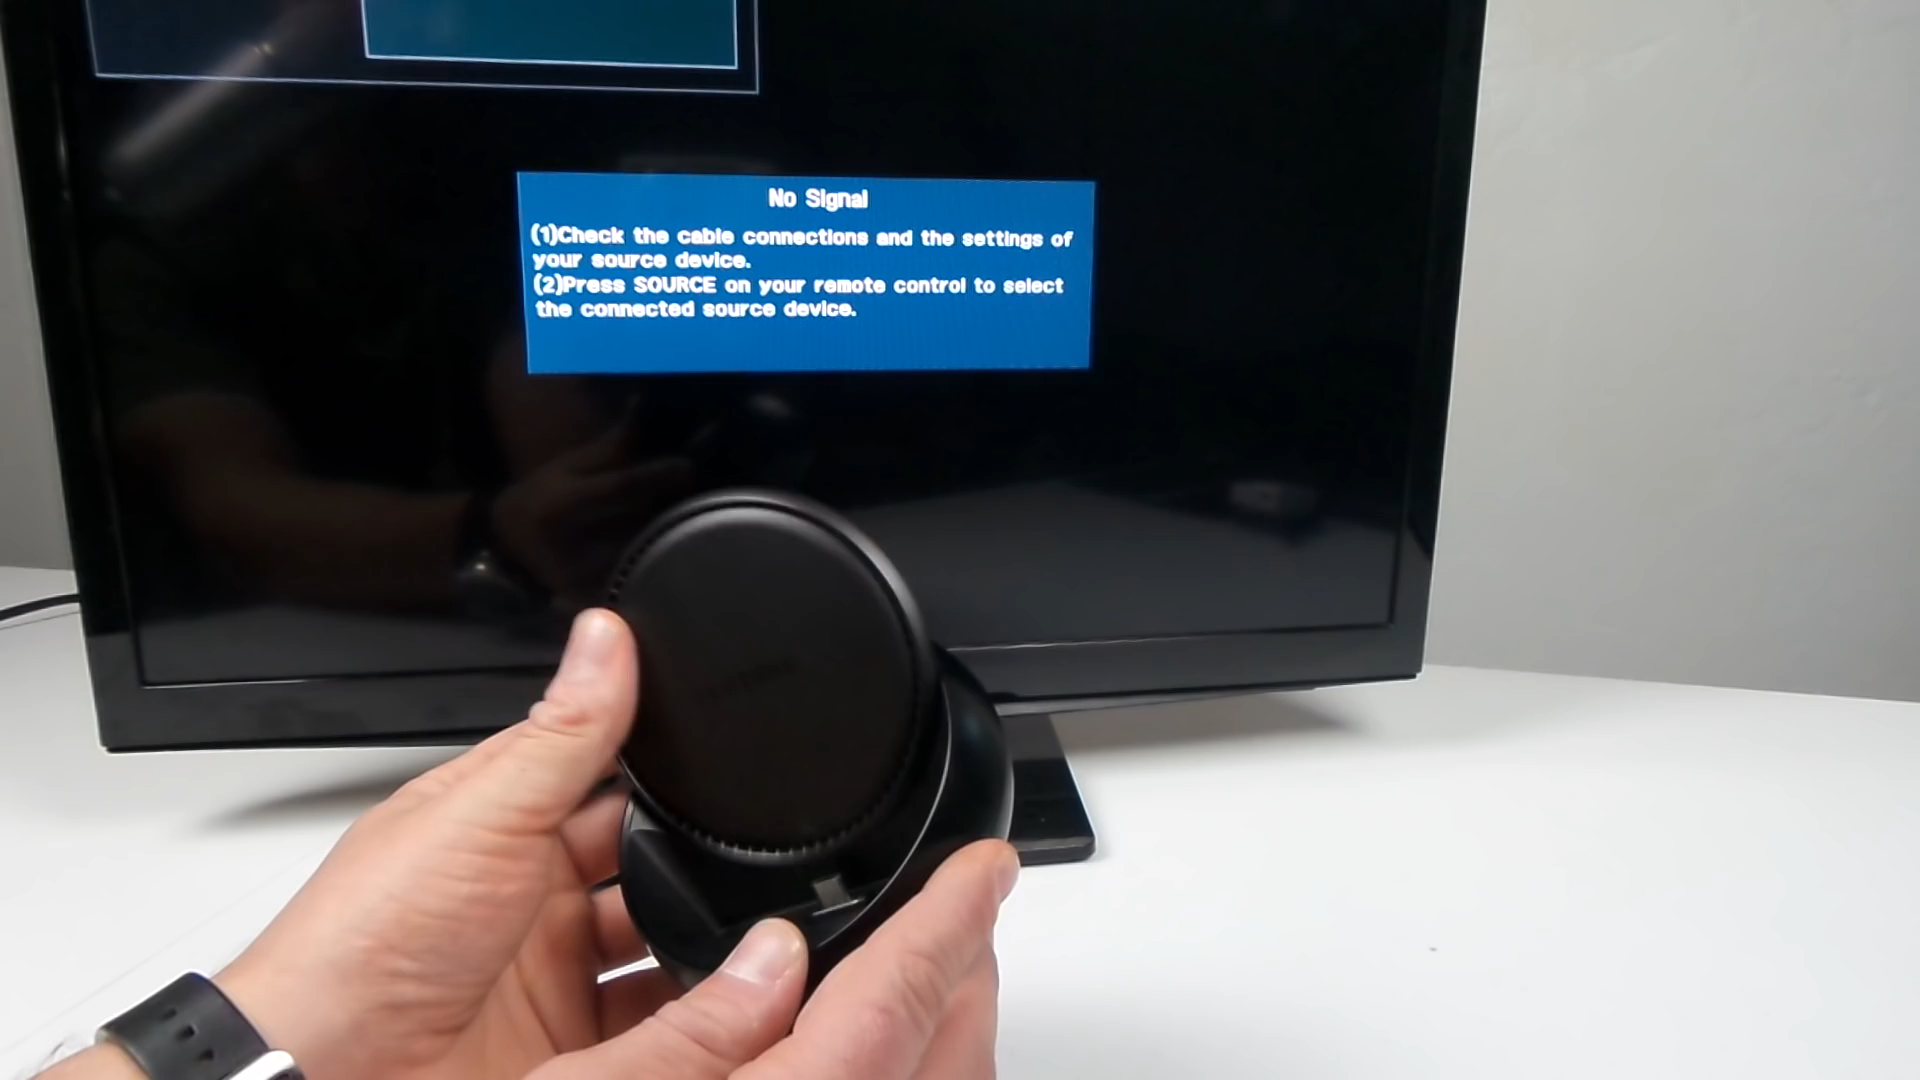 No Signal
(1)Check the cable connections and the settings of
your source device.
(2)Press SOURCE on your remote control to select
the connected source device.